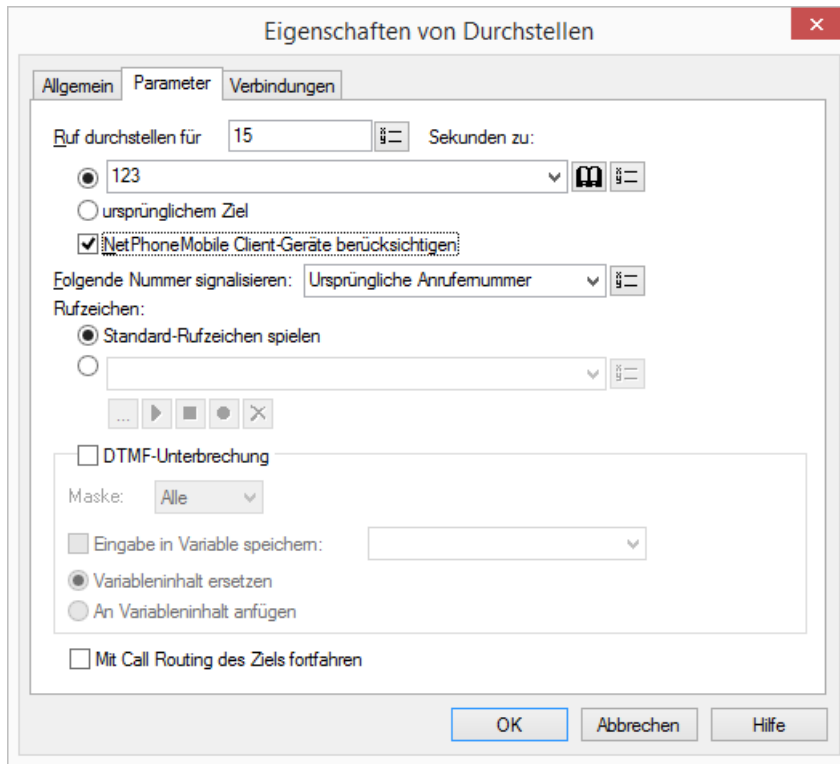 Eigenschaften von Durchstellen
Allgemein Parameter Verbindungen
Ruf durchstellen für 15 Sekunden zu:
123
ursprünglichem Ziel
NetPhoneMobile Client-Geräte berücksichtigen
Folgende Nummer signalisieren: Ursprüngliche Anrufernummer
Rufzeichen:
Standard-Rufzeichen spielen
...
DTMF-Unterbrechung
Maske: Alle
Eingabe in Variable speichern:
Variableninhalt ersetzen
An Variableninhalt anfügen
Mit Call Routing des Ziels fortfahren
OK Abbrechen Hilfe